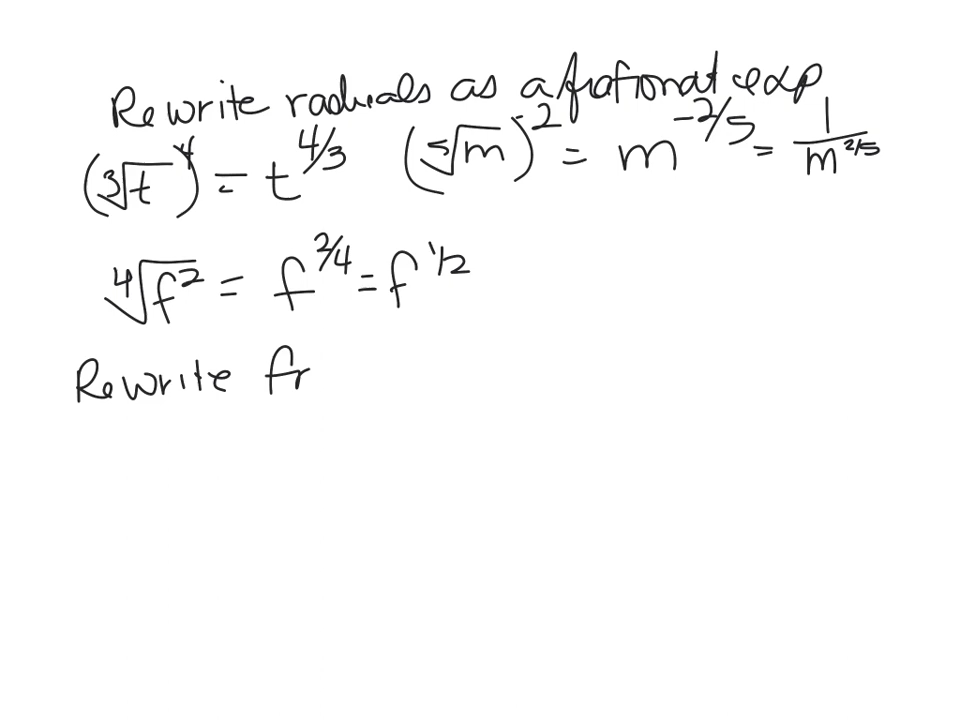 Rewrite radicals as a fractional exp
(∛t)^4 = t^{4/3} (⁵√m)^{-2} = m^{-2/5} = 1/m^{2/5}
⁴√f² = f^{2/4} = f^{1/2}
Rewrite fr